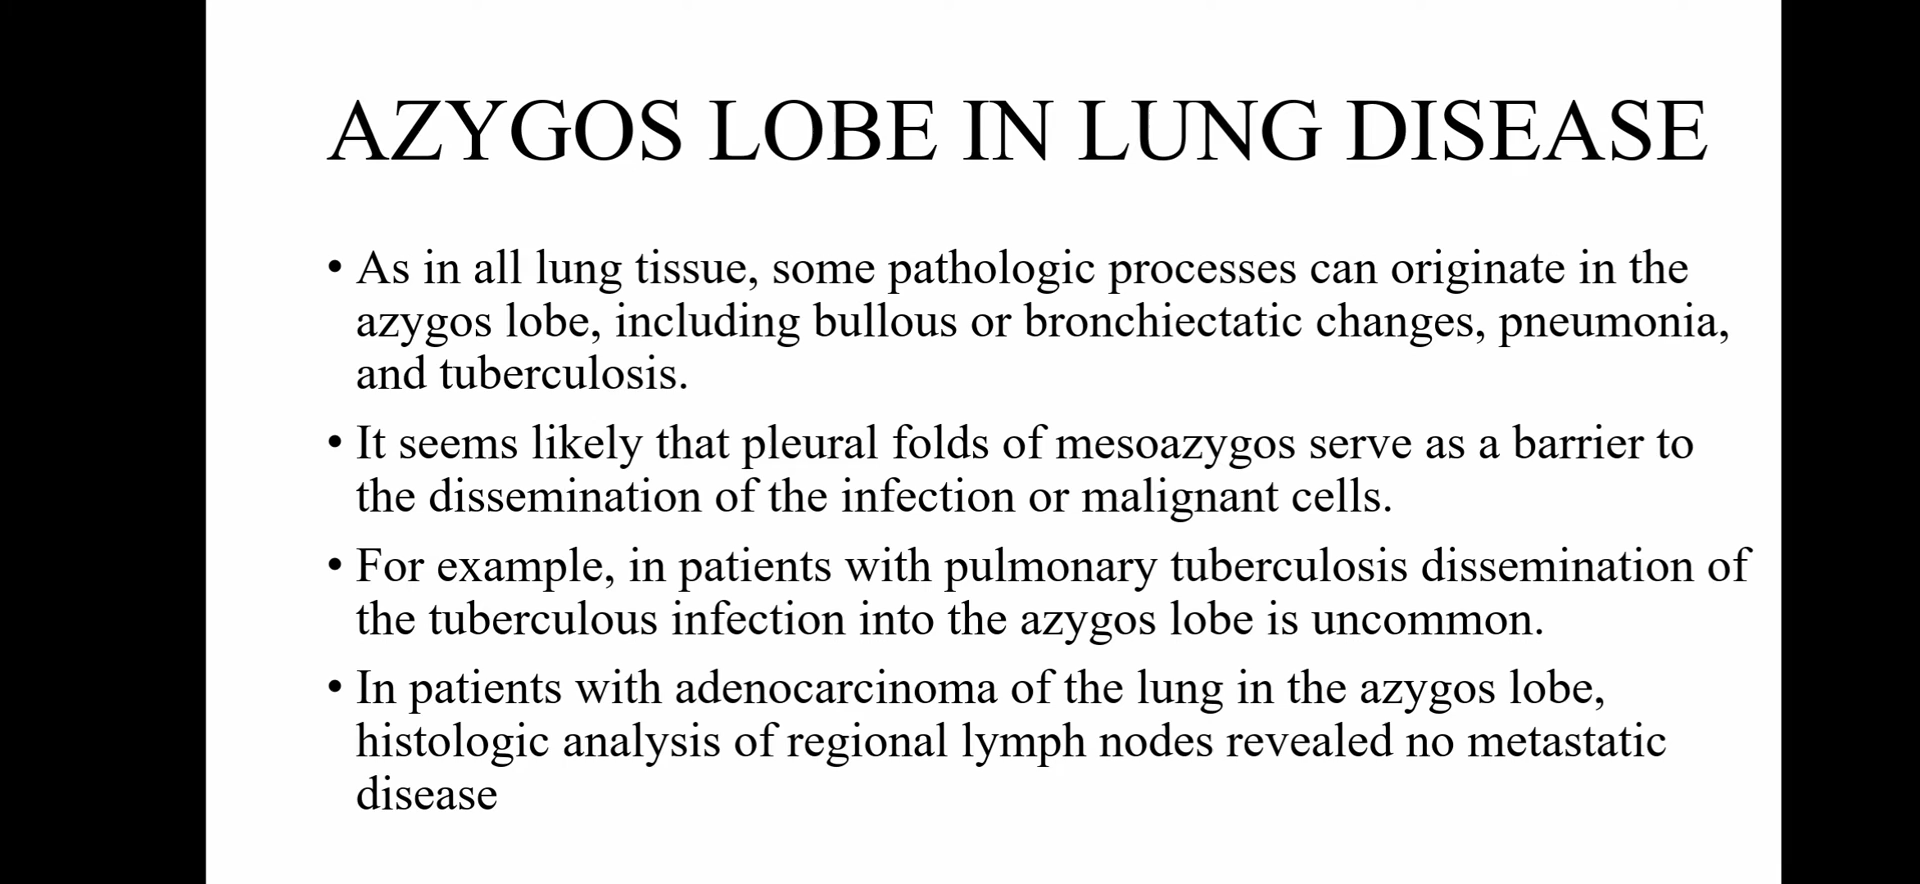 AZYGOS LOBE IN LUNG DISEASE
• As in all lung tissue, some pathologic processes can originate in the
azygos lobe, including bullous or bronchiectatic changes, pneumonia,
and tuberculosis.
• It seems likely that pleural folds of mesoazygos serve as a barrier to
the dissemination of the infection or malignant cells.
• For example, in patients with pulmonary tuberculosis dissemination of
the tuberculous infection into the azygos lobe is uncommon.
• In patients with adenocarcinoma of the lung in the azygos lobe,
histologic analysis of regional lymph nodes revealed no metastatic
disease